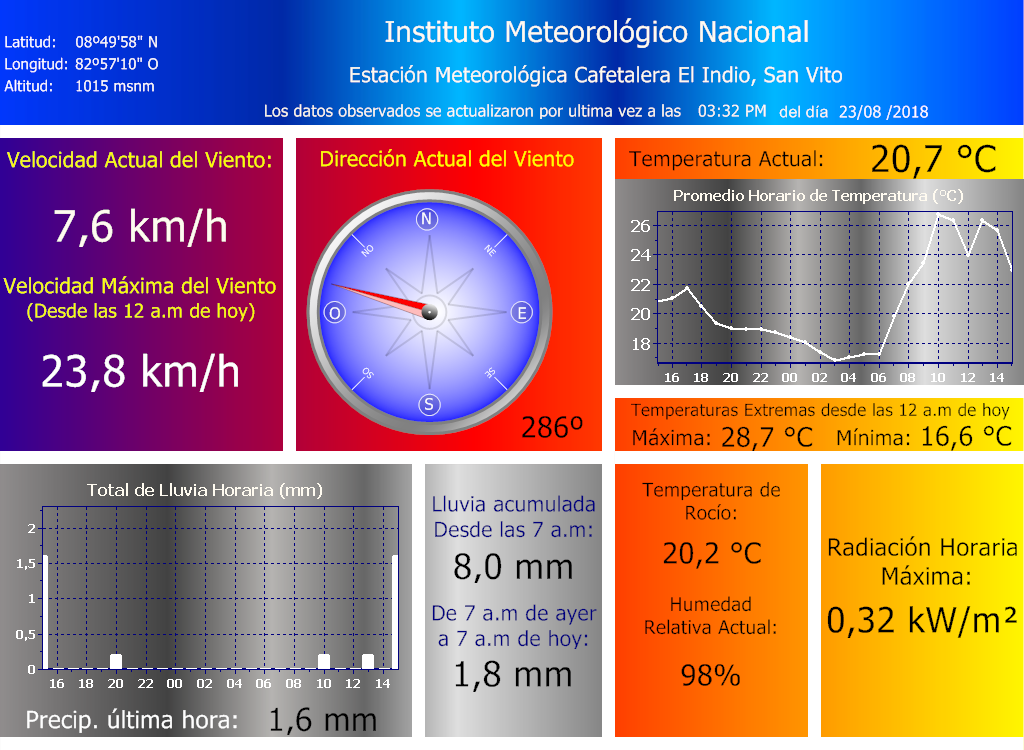 Instituto Meteorológico Nacional
Latitud: 08º49'58" N
Longitud: 82º57'10" O
Altitud: 1015 msnm
Estación Meteorológica Cafetalera El Indio, San Vito
Los datos observados se actualizaron por ultima vez a las 03:32 PM del día 23/08 /2018
Velocidad Actual del Viento:
7,6 km/h
Velocidad Máxima del Viento
(Desde las 12 a.m de hoy)
23,8 km/h
Dirección Actual del Viento
N
NO
NE
O
E
SO
SE
S
286º
Temperatura Actual: 20,7 °C
Promedio Horario de Temperatura (°C)
26
24
22
20
18
16 18 20 22 00 02 04 06 08 10 12 14
Temperaturas Extremas desde las 12 a.m de hoy
Máxima: 28,7 °C Mínima: 16,6 °C
Total de Lluvia Horaria (mm)
2
1,5
1
0,5
0
16 18 20 22 00 02 04 06 08 10 12 14
Precip. última hora: 1,6 mm
Lluvia acumulada
Desde las 7 a.m:
8,0 mm
De 7 a.m de ayer
a 7 a.m de hoy:
1,8 mm
Temperatura de
Rocío:
20,2 °C
Humedad
Relativa Actual:
98%
Radiación Horaria
Máxima:
0,32 kW/m²